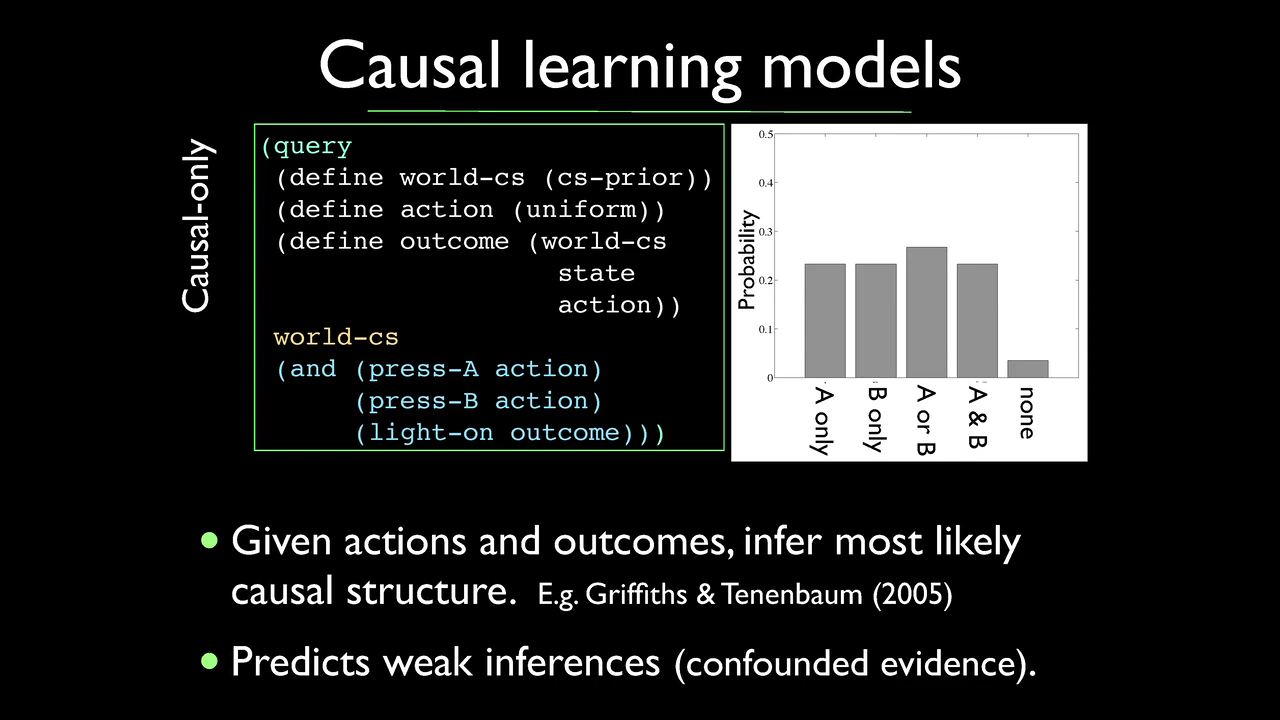 Causal learning models
Causal-only
(query
(define world-cs (cs-prior))
(define action (uniform))
(define outcome (world-cs
state
action))
world-cs
(and (press-A action)
(press-B action)
(light-on outcome)))
Probability
0.5
0.4
0.3
0.2
0.1
0
A only
B only
A or B
A & B
none
• Given actions and outcomes, infer most likely
causal structure. E.g. Griffiths & Tenenbaum (2005)
• Predicts weak inferences (confounded evidence).